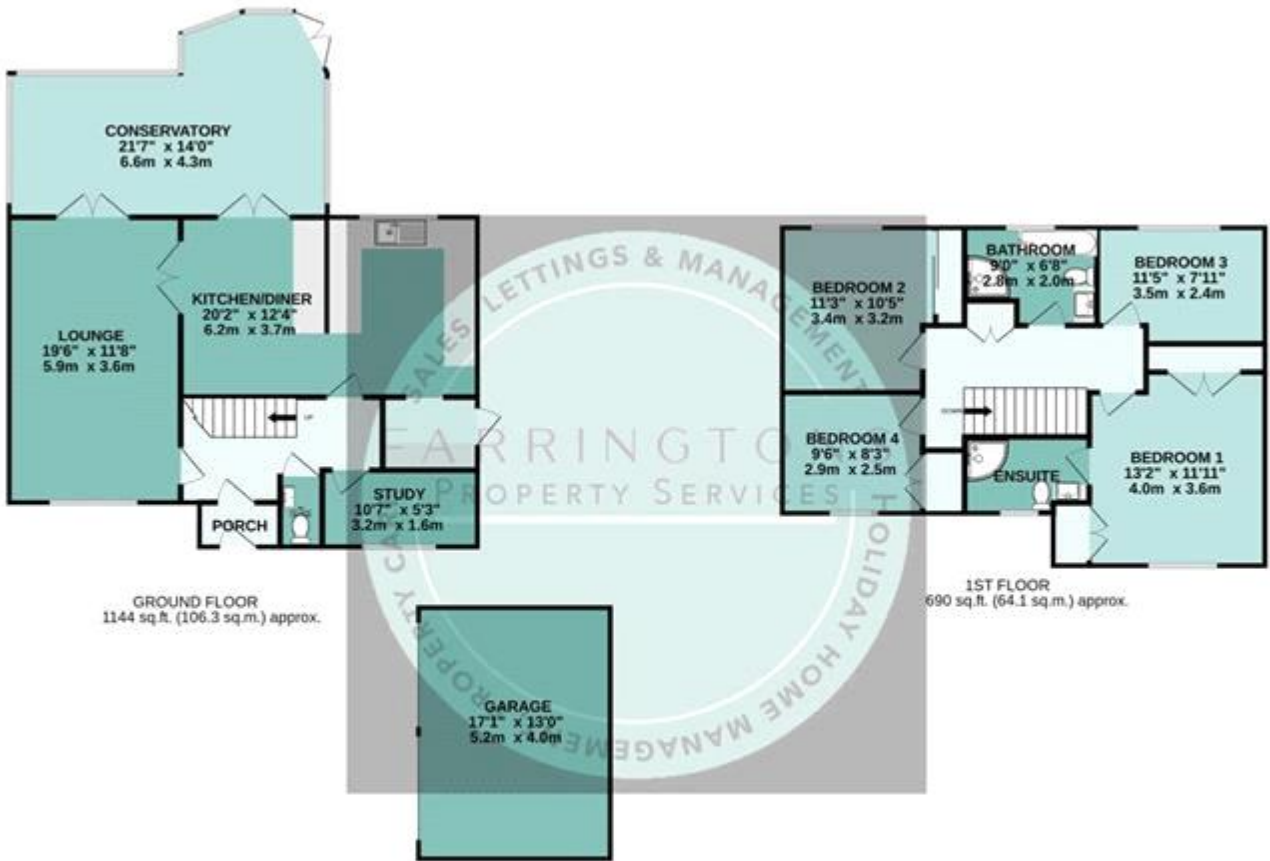 CONSERVATORY
21'7" x 14'0"
6.6m x 4.3m
LOUNGE
19'6" x 11'8"
5.9m x 3.6m
KITCHEN/DINER
20'2" x 12'4"
6.2m x 3.7m
UP
STUDY
10'7" x 5'3"
3.2m x 1.6m
PORCH
GROUND FLOOR
1144 sq.ft. (106.3 sq.m.) approx.
GARAGE
17'1" x 13'0"
5.2m x 4.0m
BEDROOM 2
11'3" x 10'5"
3.4m x 3.2m
BATHROOM
9'0" x 6'8"
2.8m x 2.0m
BEDROOM 3
11'5" x 7'11"
3.5m x 2.4m
DOWN
BEDROOM 4
9'6" x 8'3"
2.9m x 2.5m
ENSUITE
BEDROOM 1
13'2" x 11'11"
4.0m x 3.6m
1ST FLOOR
690 sq.ft. (64.1 sq.m.) approx.
SALES LETTINGS & MANAGEMENT
FARRINGTO
PROPERTY SERVICES
HOLIDAY HOME MANAGEME
PROPERTY CA